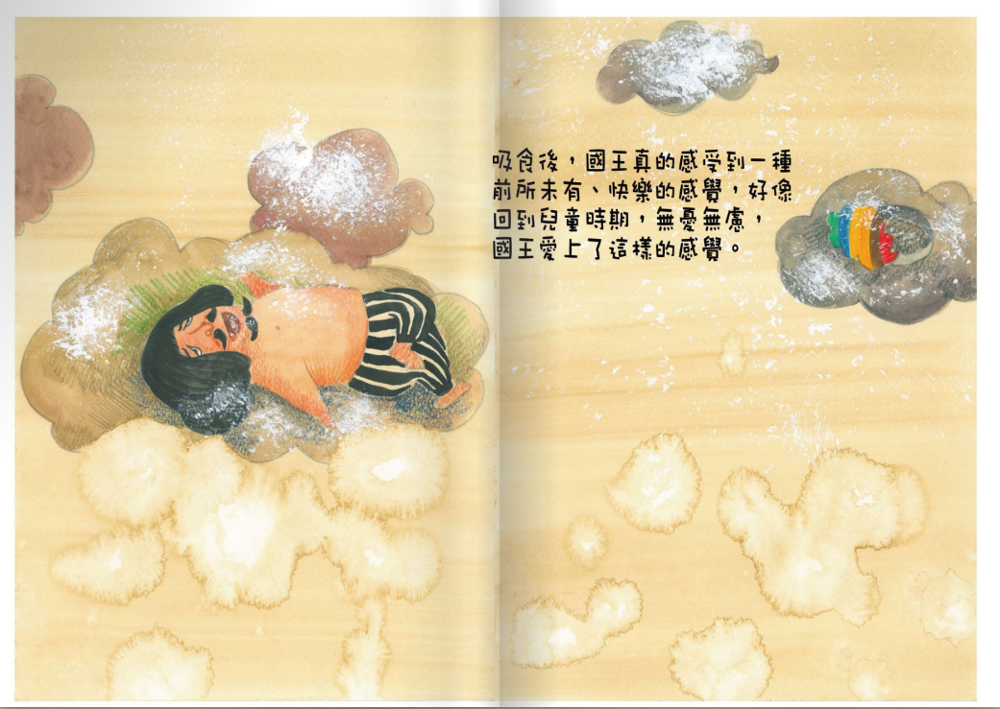 吸食後，國王真的感受到一種
前所未有、快樂的感覺，好像
回到兒童時期，無憂無慮，
國王愛上了這樣的感覺。